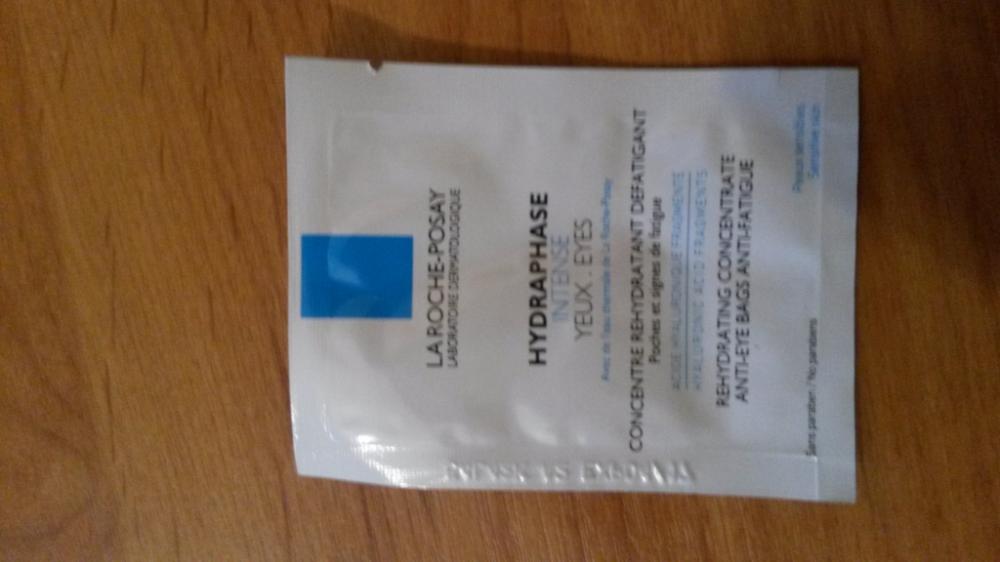 LA ROCHE-POSAY
LABORATOIRE DERMATOLOGIQUE
HYDRAPHASE
INTENSE
YEUX . EYES
Avec de l'eau thermale de La Roche-Posay
CONCENTRE REHYDRATANT DEFATIGANT
Poches et signes de fatigue
ACIDE HYALURONIQUE FRAGMENTE
HYALURONIC ACID FRAGMENTS
REHYDRATING CONCENTRATE
ANTI-EYE BAGS ANTI-FATIGUE
Peaux sensibles
Sensitive skin
Sans paraben / No parabens